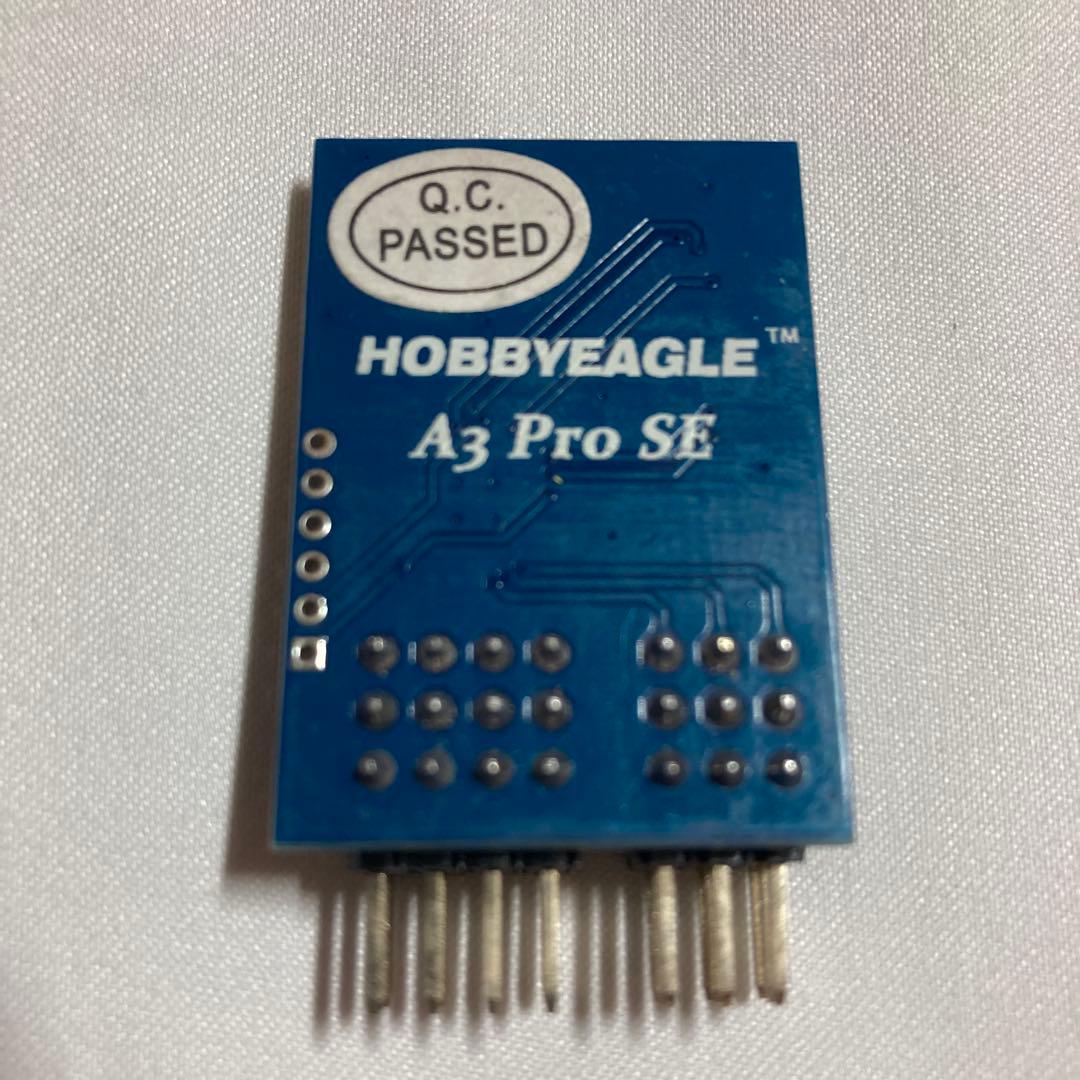 Q.C.
PASSED
HOBBYEAGLE™
A3 Pro SE